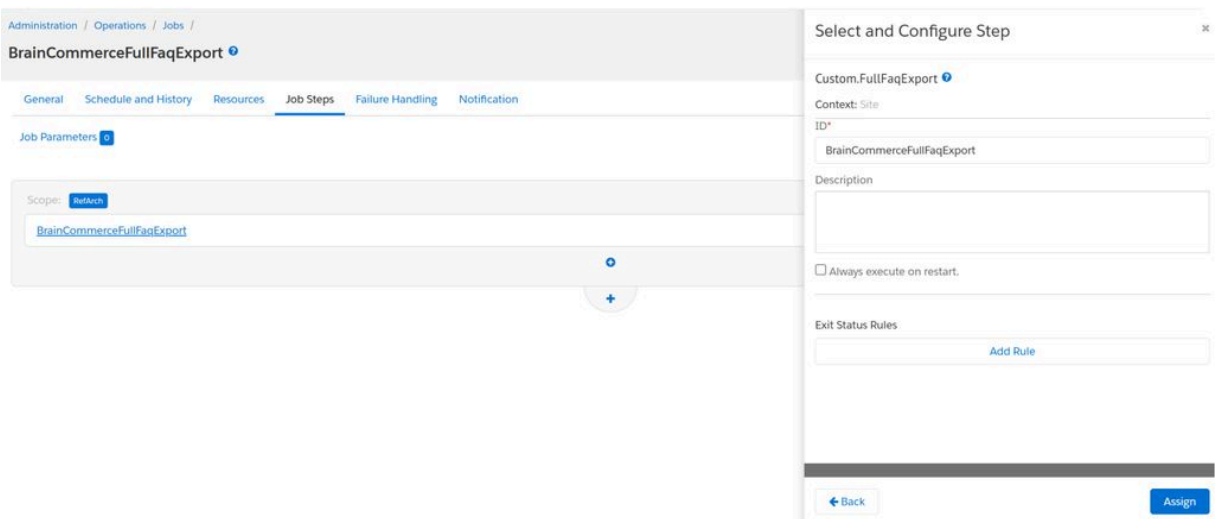 Administration / Operations / Jobs /
BrainCommerceFullFaqExport ?
General Schedule and History Resources Job Steps Failure Handling Notification
Job Parameters 0
Scope: RefArch
BrainCommerceFullFaqExport
Select and Configure Step
Custom.FullFaqExport ?
Context: Site
ID*
BrainCommerceFullFaqExport
Description
Always execute on restart.
Exit Status Rules
Add Rule
Back
Assign